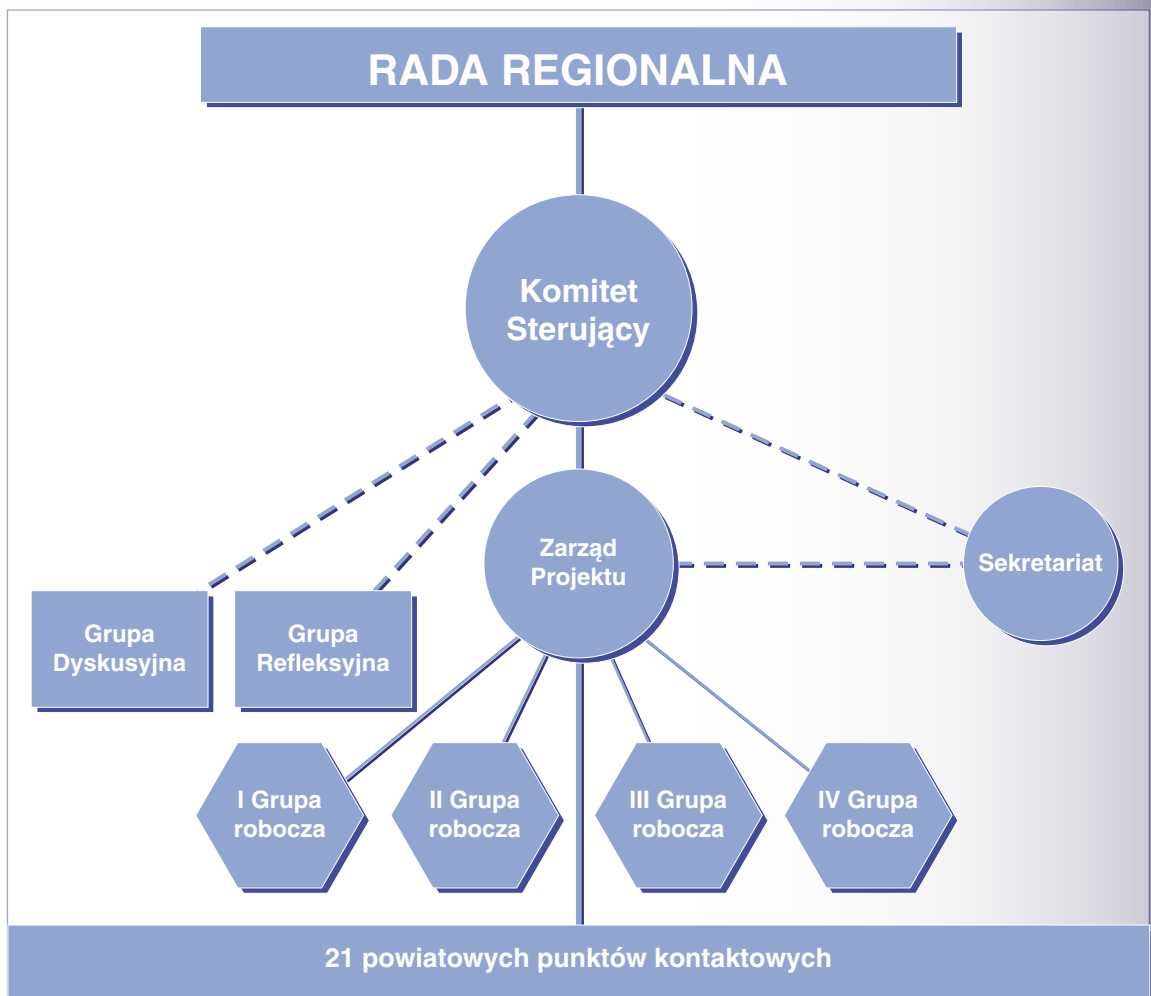 RADA REGIONALNA
Komitet
Sterujący
Zarząd
Projektu
Sekretariat
Grupa
Dyskusyjna
Grupa
Refleksyjna
I Grupa
robocza
II Grupa
robocza
III Grupa
robocza
IV Grupa
robocza
21 powiatowych punktów kontaktowych